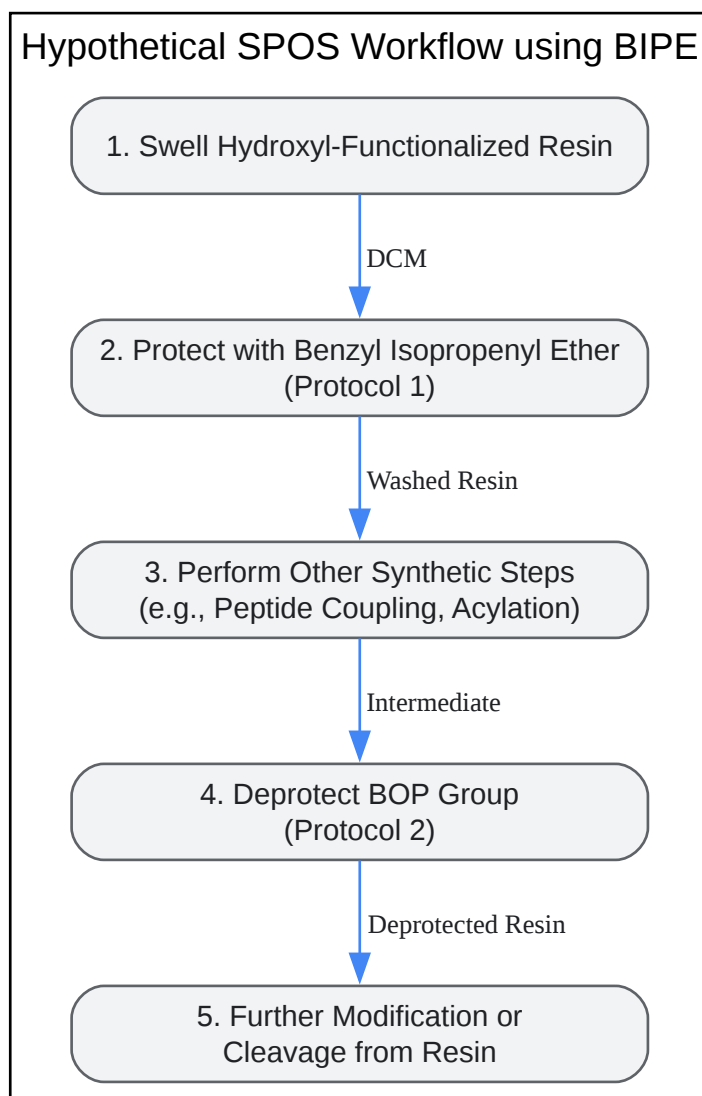 Hypothetical SPOS Workflow using BIPE
1. Swell Hydroxyl-Functionalized Resin
DCM
2. Protect with Benzyl Isopropenyl Ether
(Protocol 1)
Washed Resin
3. Perform Other Synthetic Steps
(e.g., Peptide Coupling, Acylation)
Intermediate
4. Deprotect BOP Group
(Protocol 2)
Deprotected Resin
5. Further Modification or
Cleavage from Resin